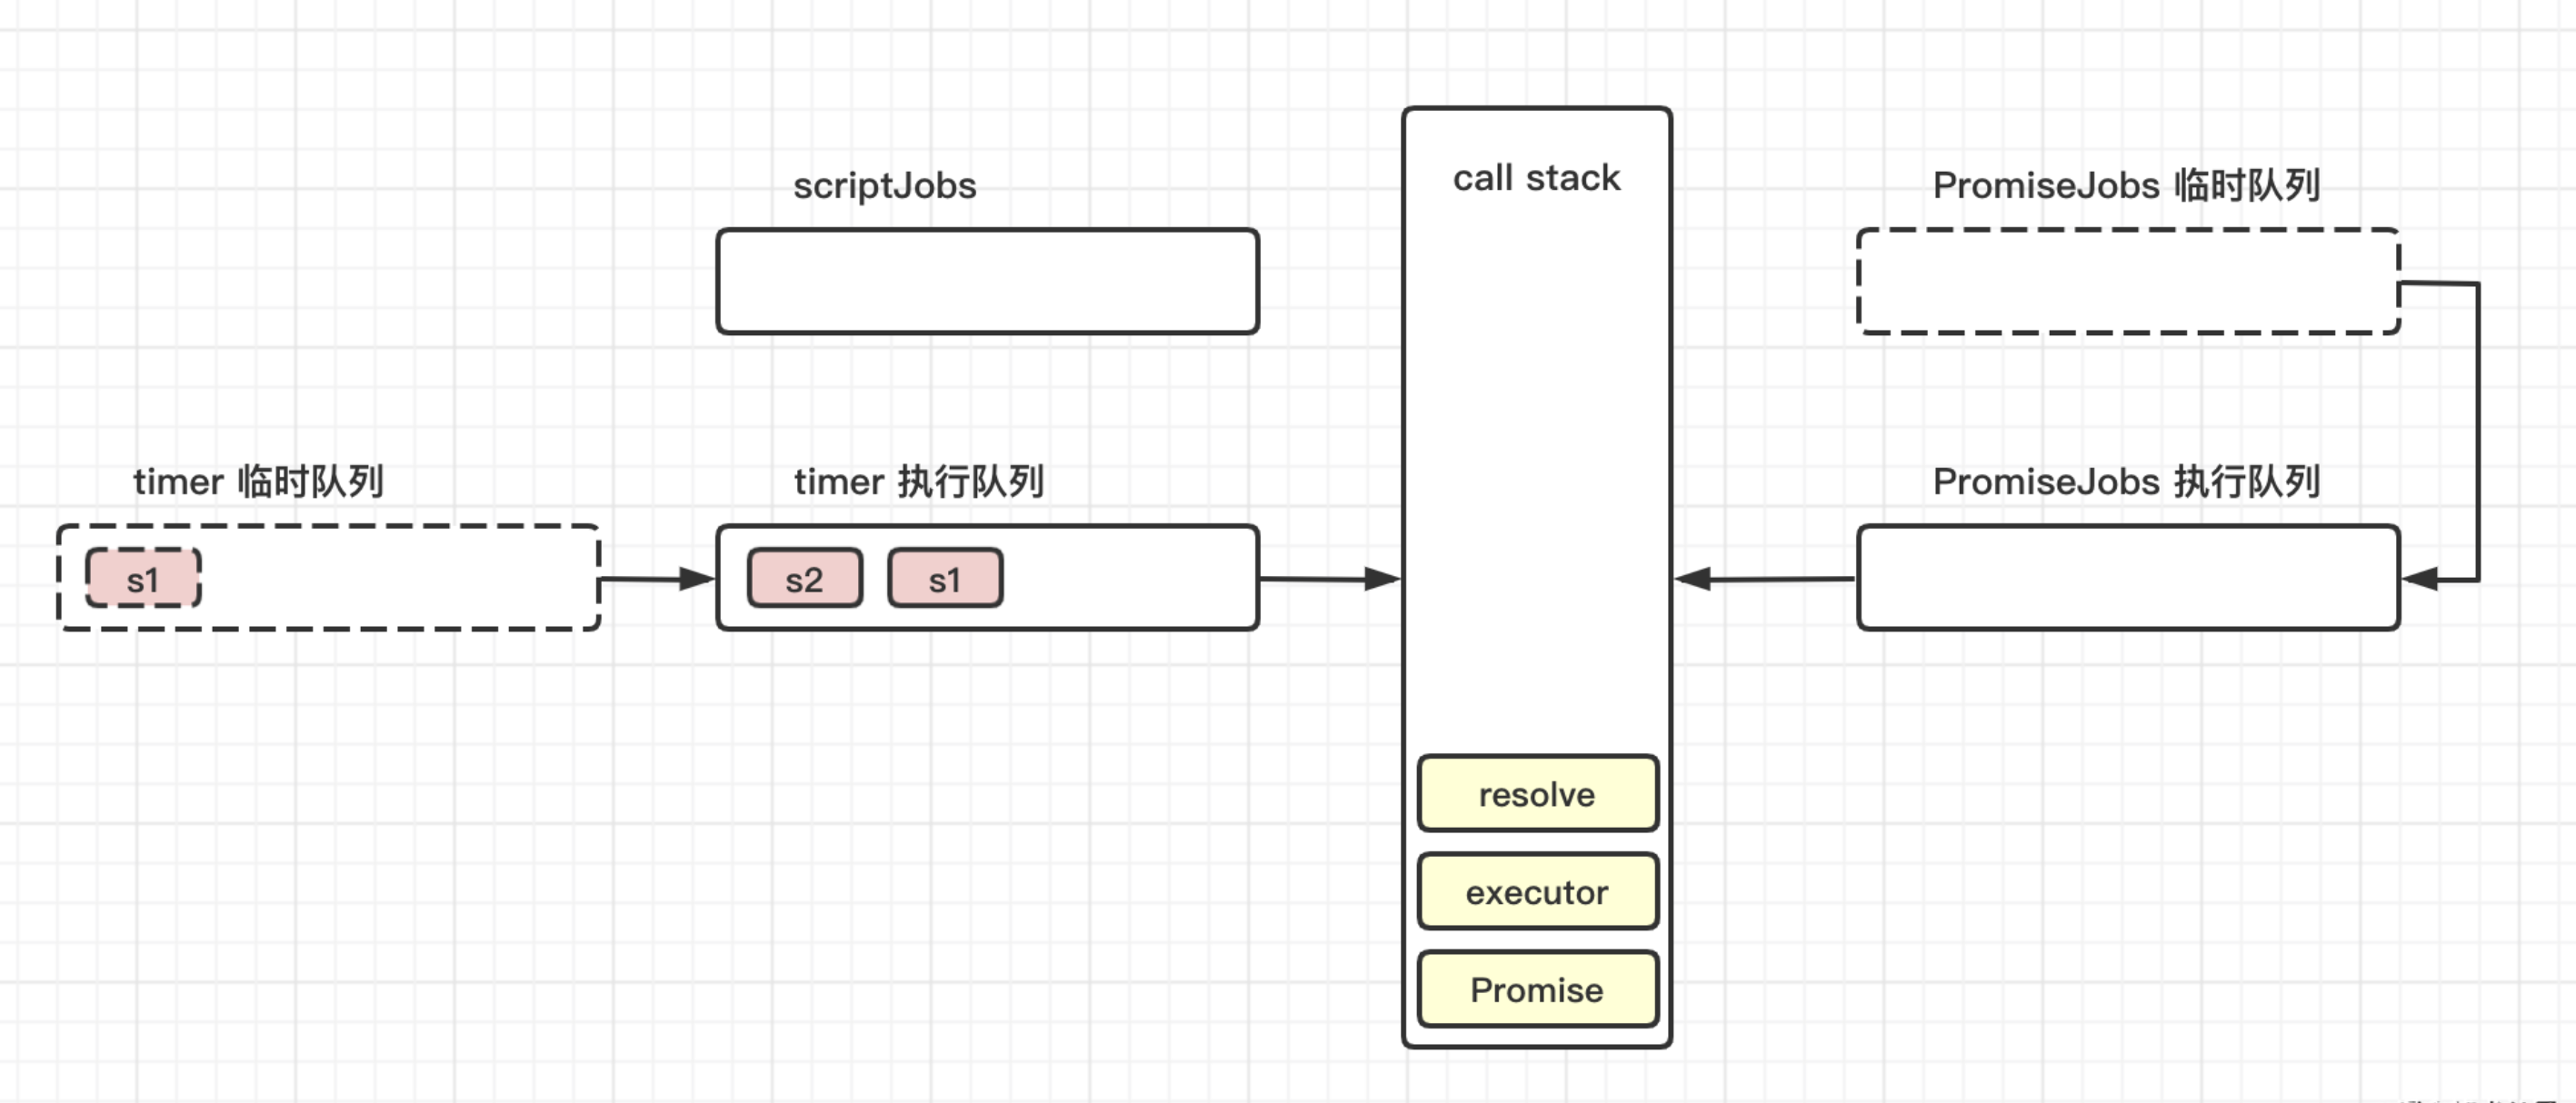 scriptJobs
call stack
PromiseJobs 临时队列
timer 临时队列
timer 执行队列
PromiseJobs 执行队列
s1
s2
s1
resolve
executor
Promise